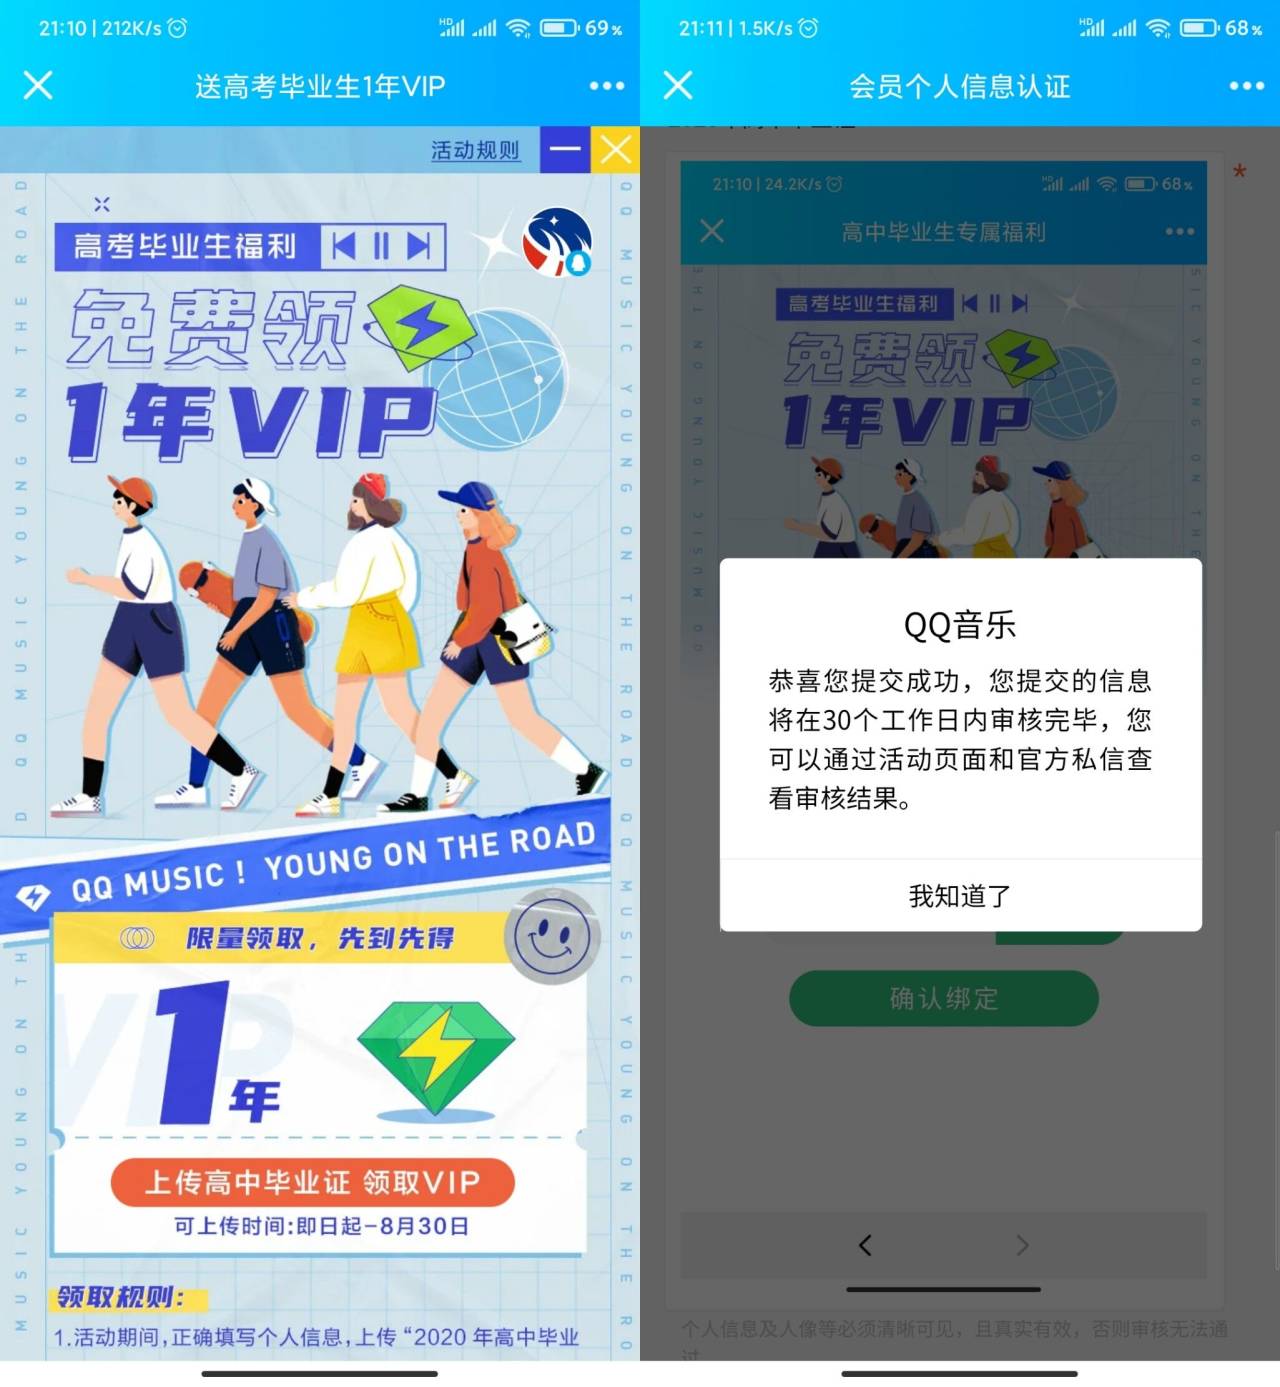 21:10 | 212K/s
HD
69%
送高考毕业生1年VIP
活动规则
高考毕业生福利
免费领
1年VIP
QQ MUSIC! YOUNG ON THE ROAD
限量领取，先到先得
VIP
1年
上传高中毕业证 领取VIP
可上传时间:即日起-8月30日
领取规则:
1.活动期间,正确填写个人信息,上传“2020 年高中毕业
QQ MUSIC YOUNG ON THE ROAD
QQ MUSIC YOUNG ON THE ROAD
21:11 | 1.5K/s
HD
68%
会员个人信息认证
*
21:10 | 24.2K/s
HD
68%
高中毕业生专属福利
高考毕业生福利
免费领
1年VIP
QQ音乐
恭喜您提交成功，您提交的信息
将在30个工作日内审核完毕，您
可以通过活动页面和官方私信查
看审核结果。
我知道了
确认绑定
个人信息及人像等必须清晰可见，且真实有效，否则审核无法通
过